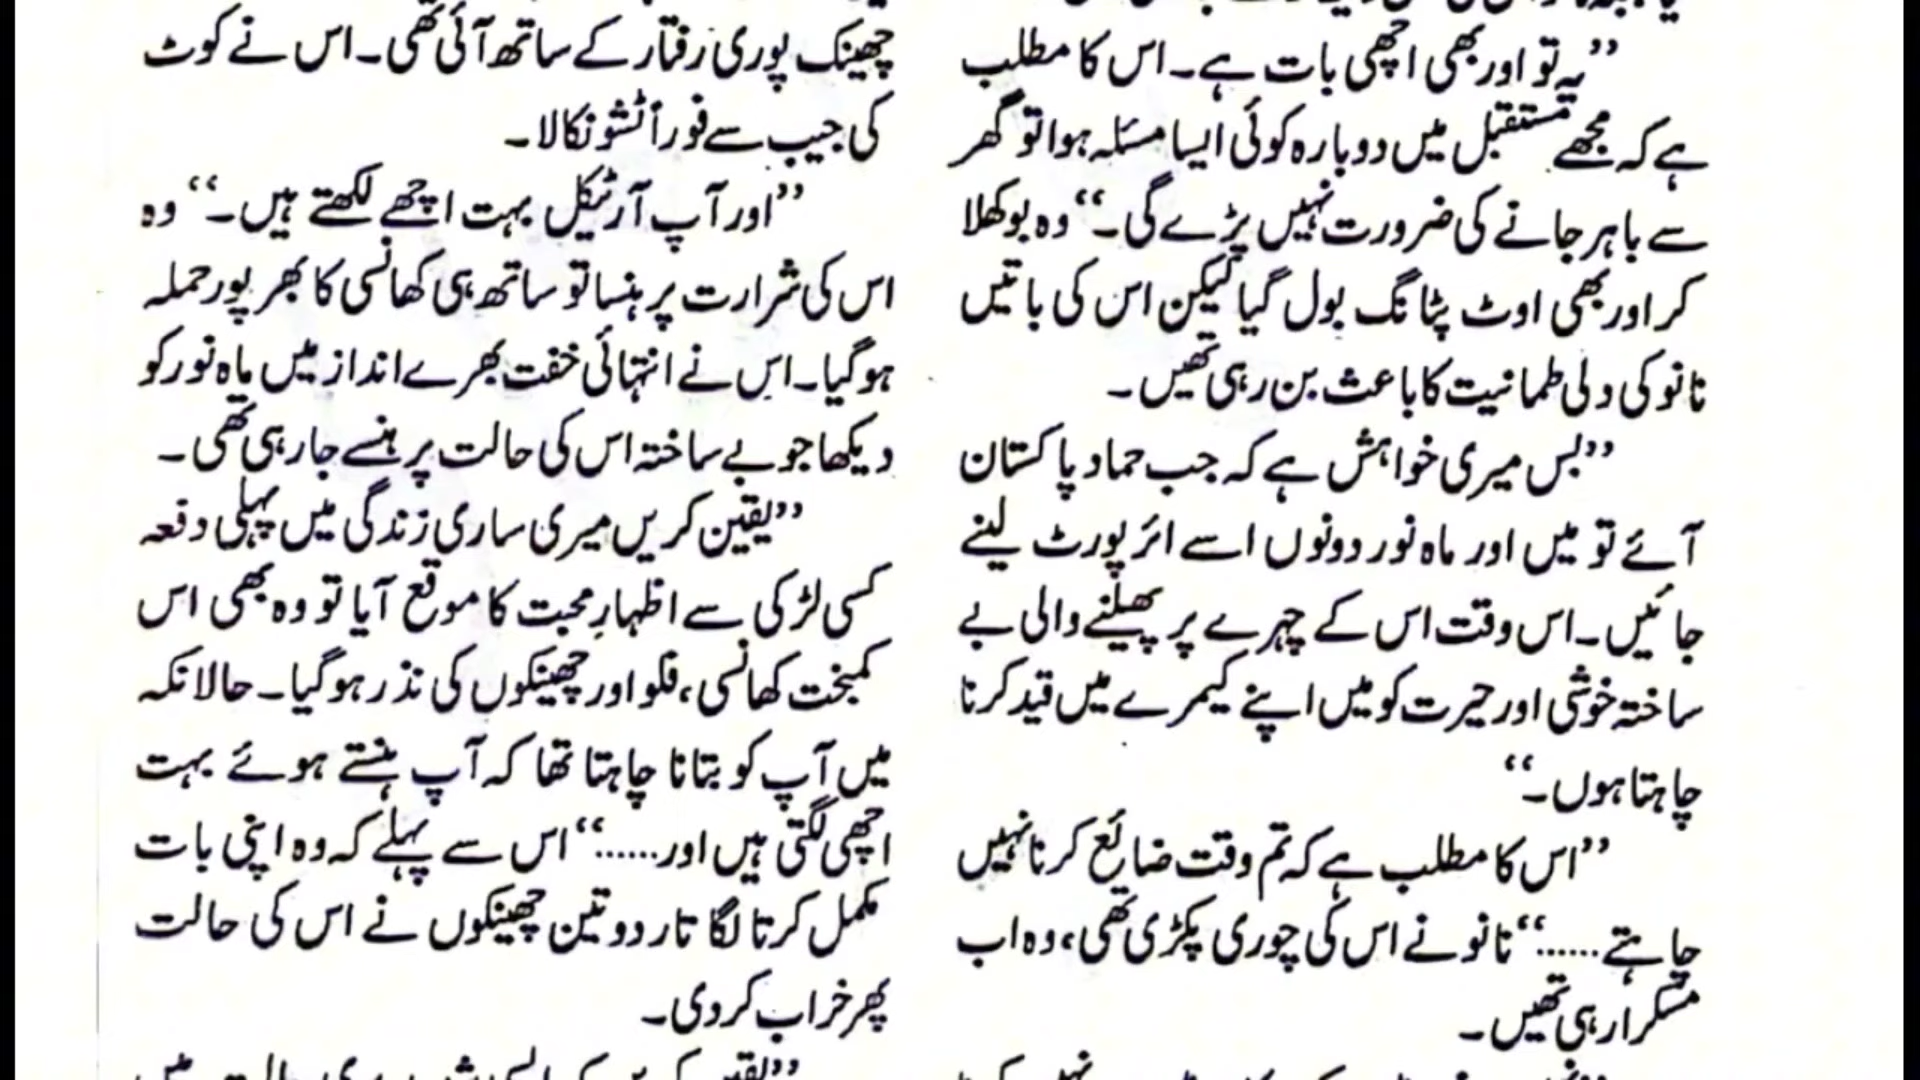 ”یہ تو اور بھی اچھی بات ہے۔ اس کا مطلب
ہے کہ مجھے مستقبل میں دوبارہ کوئی ایسا مسئلہ ہوا تو گھر
سے باہر جانے کی ضرورت نہیں پڑے گی۔“ وہ بوکھلا
کر اور بھی اوٹ پٹانگ بول گیا لیکن اس کی باتیں
نانو کی دلی طمانیت کا باعث بن رہی تھیں۔
”بس میری خواہش ہے کہ جب حماد پاکستان
آئے تو میں اور ماہ نور دونوں اسے ائر پورٹ لینے
جائیں۔ اس وقت اس کے چہرے پر پھیلنے والی بے
ساختہ خوشی اور حیرت کو میں اپنے کیمرے میں قید کرنا
چاہتا ہوں۔“
”اس کا مطلب ہے کہ تم وقت ضائع کرنا نہیں
چاہتے......“ نانو نے اس کی چوری پکڑی تھی، وہ اب
مسکرا رہی تھیں۔
چھینک پوری رفتار کے ساتھ آئی تھی۔ اس نے کوٹ
کی جیب سے فوراً ٹشو نکالا۔
”اور آپ آرٹیکل بہت اچھے لکھتے ہیں۔“ وہ
اس کی شرارت پر ہنسا تو ساتھ ہی کھانسی کا بھر پور حملہ
ہوگیا۔ اس نے انتہائی خفت بھرے انداز میں ماہ نور کو
دیکھا جو بے ساختہ اس کی حالت پر ہنسے جا رہی تھی۔
”یقین کریں میری ساری زندگی میں پہلی دفعہ
کسی لڑکی سے اظہارِ محبت کا موقع آیا تو وہ بھی اس
کمبخت کھانسی، فلو اور چھینکوں کی نذر ہوگیا۔ حالانکہ
میں آپ کو بتانا چاہتا تھا کہ آپ ہنستے ہوئے بہت
اچھی لگتی ہیں اور......“ اس سے پہلے کہ وہ اپنی بات
مکمل کرتا لگا تار دو تین چھینکوں نے اس کی حالت
پھر خراب کر دی۔